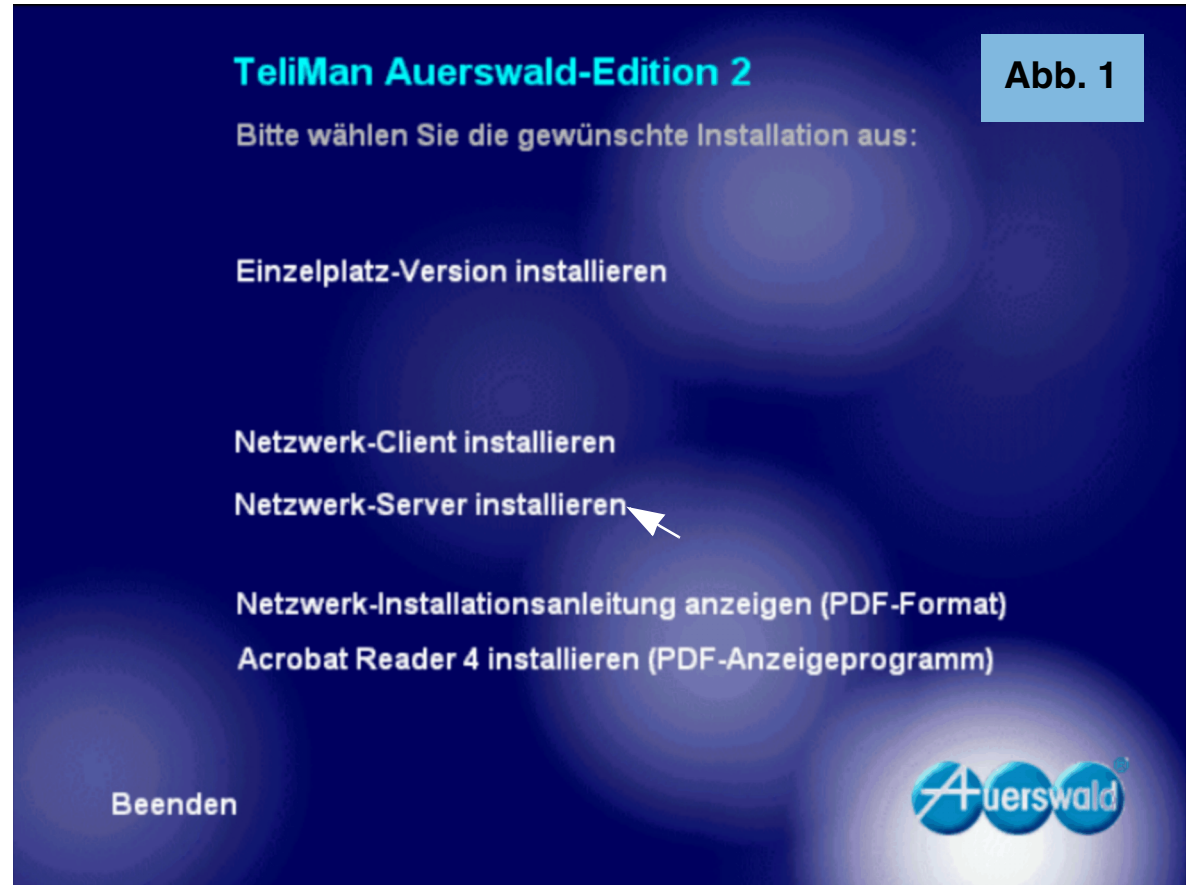 TeliMan Auerswald-Edition 2
Abb. 1
Bitte wählen Sie die gewünschte Installation aus:
Einzelplatz-Version installieren
Netzwerk-Client installieren
Netzwerk-Server installieren
Netzwerk-Installationsanleitung anzeigen (PDF-Format)
Acrobat Reader 4 installieren (PDF-Anzeigeprogramm)
Beenden
Auerswald